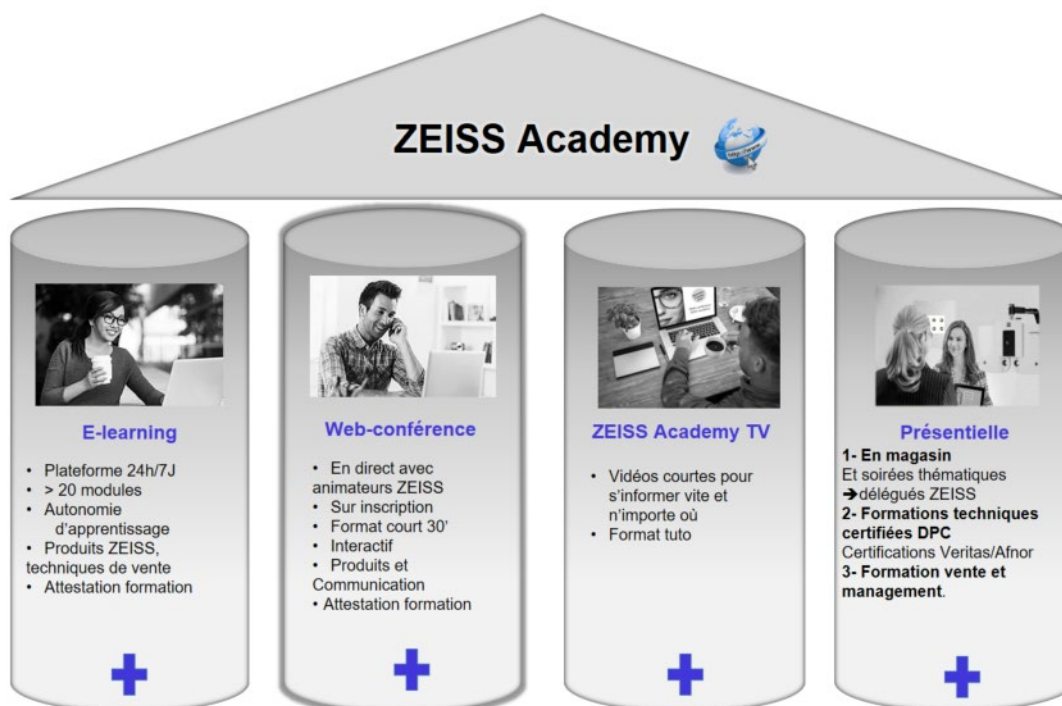 ZEISS Academy
http://www.
E-learning
• Plateforme 24h/7J
• > 20 modules
• Autonomie
d'apprentissage
• Produits ZEISS,
techniques de vente
• Attestation formation
Web-conférence
• En direct avec
animateurs ZEISS
• Sur inscription
• Format court 30'
• Interactif
• Produits et
Communication
• Attestation formation
ZEISS Academy TV
• Vidéos courtes pour
s'informer vite et
n'importe où
• Format tuto
Présentielle
1- En magasin
Et soirées thématiques
➔délégués ZEISS
2- Formations techniques
certifiées DPC
Certifications Veritas/Afnor
3- Formation vente et
management.